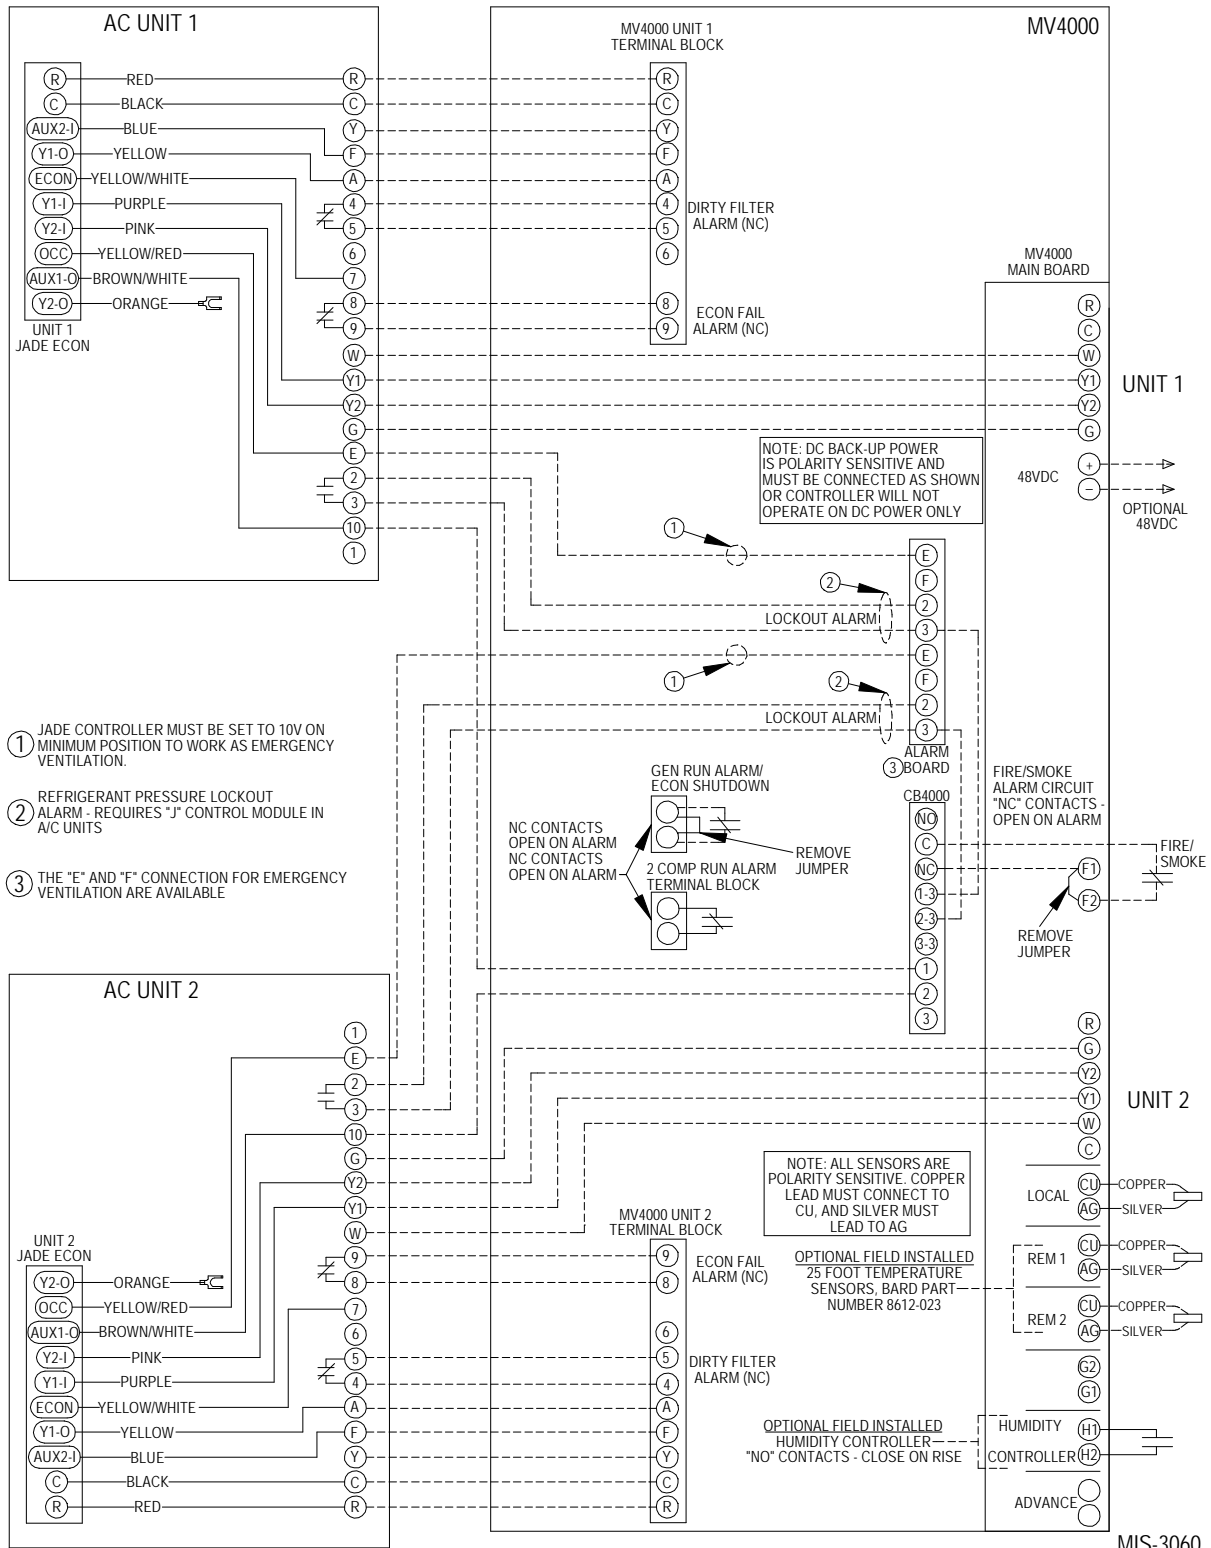 AC UNIT 1
MV4000 UNIT 1
TERMINAL BLOCK
MV4000
R RED R R
C BLACK C C
AUX2-I BLUE Y Y
Y1-O YELLOW F F
ECON YELLOW/WHITE A A
Y1-I PURPLE 4 4
Y2-I PINK 5 5
OCC YELLOW/RED 6 6
AUX1-O BROWN/WHITE 7
Y2-O ORANGE 8 8
9 9
UNIT 1
JADE ECON
DIRTY FILTER
ALARM (NC)
ECON FAIL
ALARM (NC)
W
Y1
Y2
G
E
2
3
10
1
MV4000
MAIN BOARD
R
C
W
Y1
Y2
G
UNIT 1
NOTE: DC BACK-UP POWER
IS POLARITY SENSITIVE AND
MUST BE CONNECTED AS SHOWN
OR CONTROLLER WILL NOT
OPERATE ON DC POWER ONLY
48VDC
+
−
OPTIONAL
48VDC
1
2
LOCKOUT ALARM
1
2
LOCKOUT ALARM
E
F
2
3
E
F
2
3
ALARM
3 BOARD
1 JADE CONTROLLER MUST BE SET TO 10V ON
MINIMUM POSITION TO WORK AS EMERGENCY
VENTILATION.
2 REFRIGERANT PRESSURE LOCKOUT
ALARM - REQUIRES "J" CONTROL MODULE IN
A/C UNITS
3 THE "E" AND "F" CONNECTION FOR EMERGENCY
VENTILATION ARE AVAILABLE
GEN RUN ALARM/
ECON SHUTDOWN
NC CONTACTS
OPEN ON ALARM
NC CONTACTS
OPEN ON ALARM
REMOVE
JUMPER
2 COMP RUN ALARM
TERMINAL BLOCK
CB4000
NO
C
NC
1-3
2-3
3-3
1
2
3
FIRE/SMOKE
ALARM CIRCUIT
"NC" CONTACTS -
OPEN ON ALARM
FIRE/
SMOKE
F1
F2
REMOVE
JUMPER
AC UNIT 2
1
E
2
3
10
G
Y2
Y1
W
R
G
Y2
Y1
W
C
UNIT 2
NOTE: ALL SENSORS ARE
POLARITY SENSITIVE. COPPER
LEAD MUST CONNECT TO
CU, AND SILVER MUST
LEAD TO AG
LOCAL
CU COPPER
AG SILVER
REM 1
CU COPPER
AG SILVER
REM 2
CU COPPER
AG SILVER
OPTIONAL FIELD INSTALLED
25 FOOT TEMPERATURE
SENSORS, BARD PART
NUMBER 8612-023
G2
G1
OPTIONAL FIELD INSTALLED
HUMIDITY CONTROLLER
"NO" CONTACTS - CLOSE ON RISE
HUMIDITY H1
CONTROLLER H2
ADVANCE
MV4000 UNIT 2
TERMINAL BLOCK
UNIT 2
JADE ECON
9 9
Y2-O ORANGE 8 8
OCC YELLOW/RED 7
AUX1-O BROWN/WHITE 6 6
Y2-I PINK 5 5
Y1-I PURPLE 4 4
ECON YELLOW/WHITE A A
Y1-O YELLOW F F
AUX2-I BLUE Y Y
C BLACK C C
R RED R R
ECON FAIL
ALARM (NC)
DIRTY FILTER
ALARM (NC)
MIS-3060